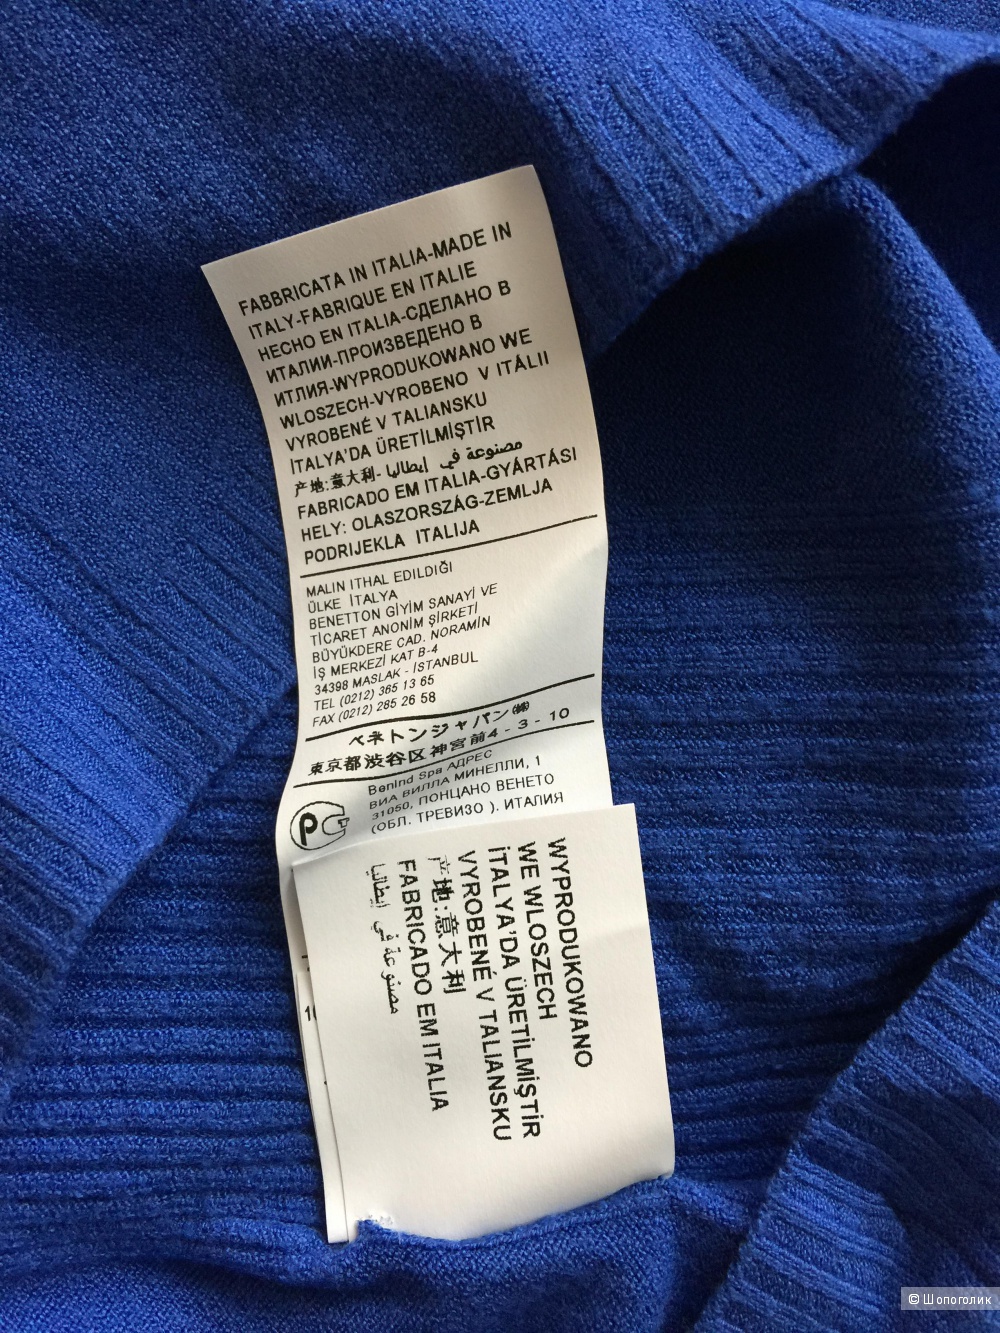 FABBRICATA IN ITALIA-MADE IN
ITALY-FABRIQUE EN ITALIE
HECHO EN ITALIA-СДЕЛАНО В
ИТАЛИИ-ПРОИЗВЕДЕНО В
ИТЛИЯ-WYPRODUKOWANO WE
WLOSZECH-VYROBENO V ITÁLII
VYROBENÉ V TALIANSKU
İTALYA'DA ÜRETİLMİŞTİR
产地:意大利- مصنوعة في إيطاليا
FABRICADO EM ITALIA-GYÁRTÁSI
HELY: OLASZORSZÁG-ZEMLJA
PODRIJEKLA ITALIJA
MALIN ITHAL EDILDIĞI
ÜLKE İTALYA
BENETTON GİYİM SANAYİ VE
TİCARET ANONİM ŞİRKETİ
BÜYÜKDERE CAD. NORAMİN
İŞ MERKEZİ KAT B-4
34398 MASLAK - İSTANBUL
TEL (0212) 365 13 65
FAX (0212) 285 26 58
ベネトンジャパン㈱
東京都渋谷区神宮前4-3-10
Benind Spa АДРЕС
ВИА ВИЛЛА МИНЕЛЛИ, 1
31050, ПОНЦАНО ВЕНЕТО
(ОБЛ. ТРЕВИЗО ). ИТАЛИЯ
WYPRODUKOWANO
WE WLOSZECH
İTALYA'DA ÜRETİLMİŞTİR
VYROBENÉ V TALIANSKU
产地:意大利
FABRICADO EM ITALIA
مصنوعة في إيطاليا
© Шопоголик